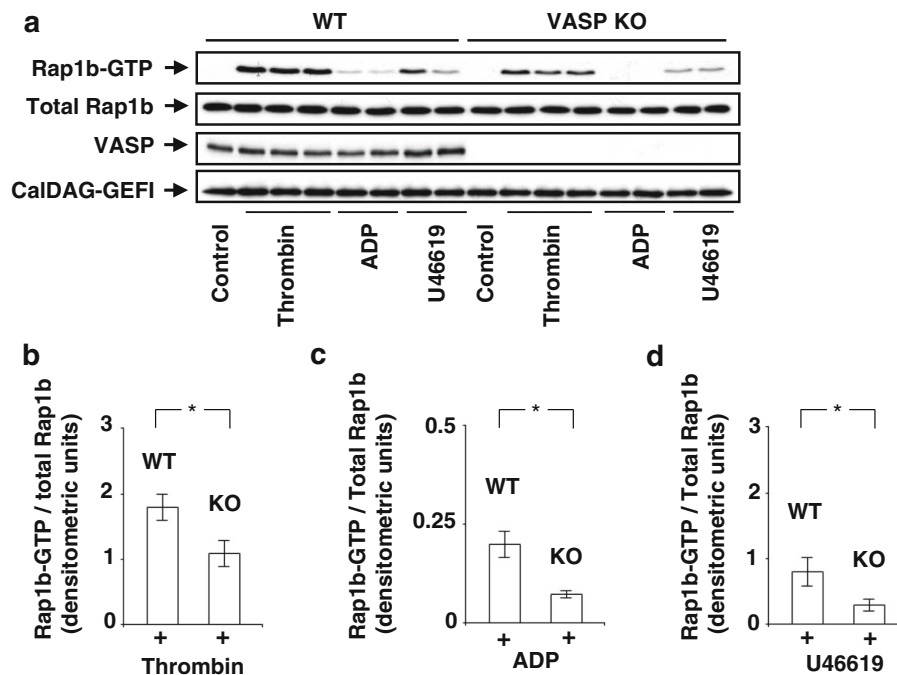 a
WT VASP KO
Rap1b-GTP
Total Rap1b
VASP
CalDAG-GEFI
Control Thrombin ADP U46619 Control Thrombin ADP U46619
b
Rap1b-GTP / total Rap1b
(densitometric units)
3
2
1
0
*
WT
KO
+ +
Thrombin
c
Rap1b-GTP / Total Rap1b
(densitometric units)
0.5
0.25
0
*
WT
KO
+ +
ADP
d
Rap1b-GTP / Total Rap1b
(densitometric units)
3
2
1
0
*
WT
KO
+ +
U46619